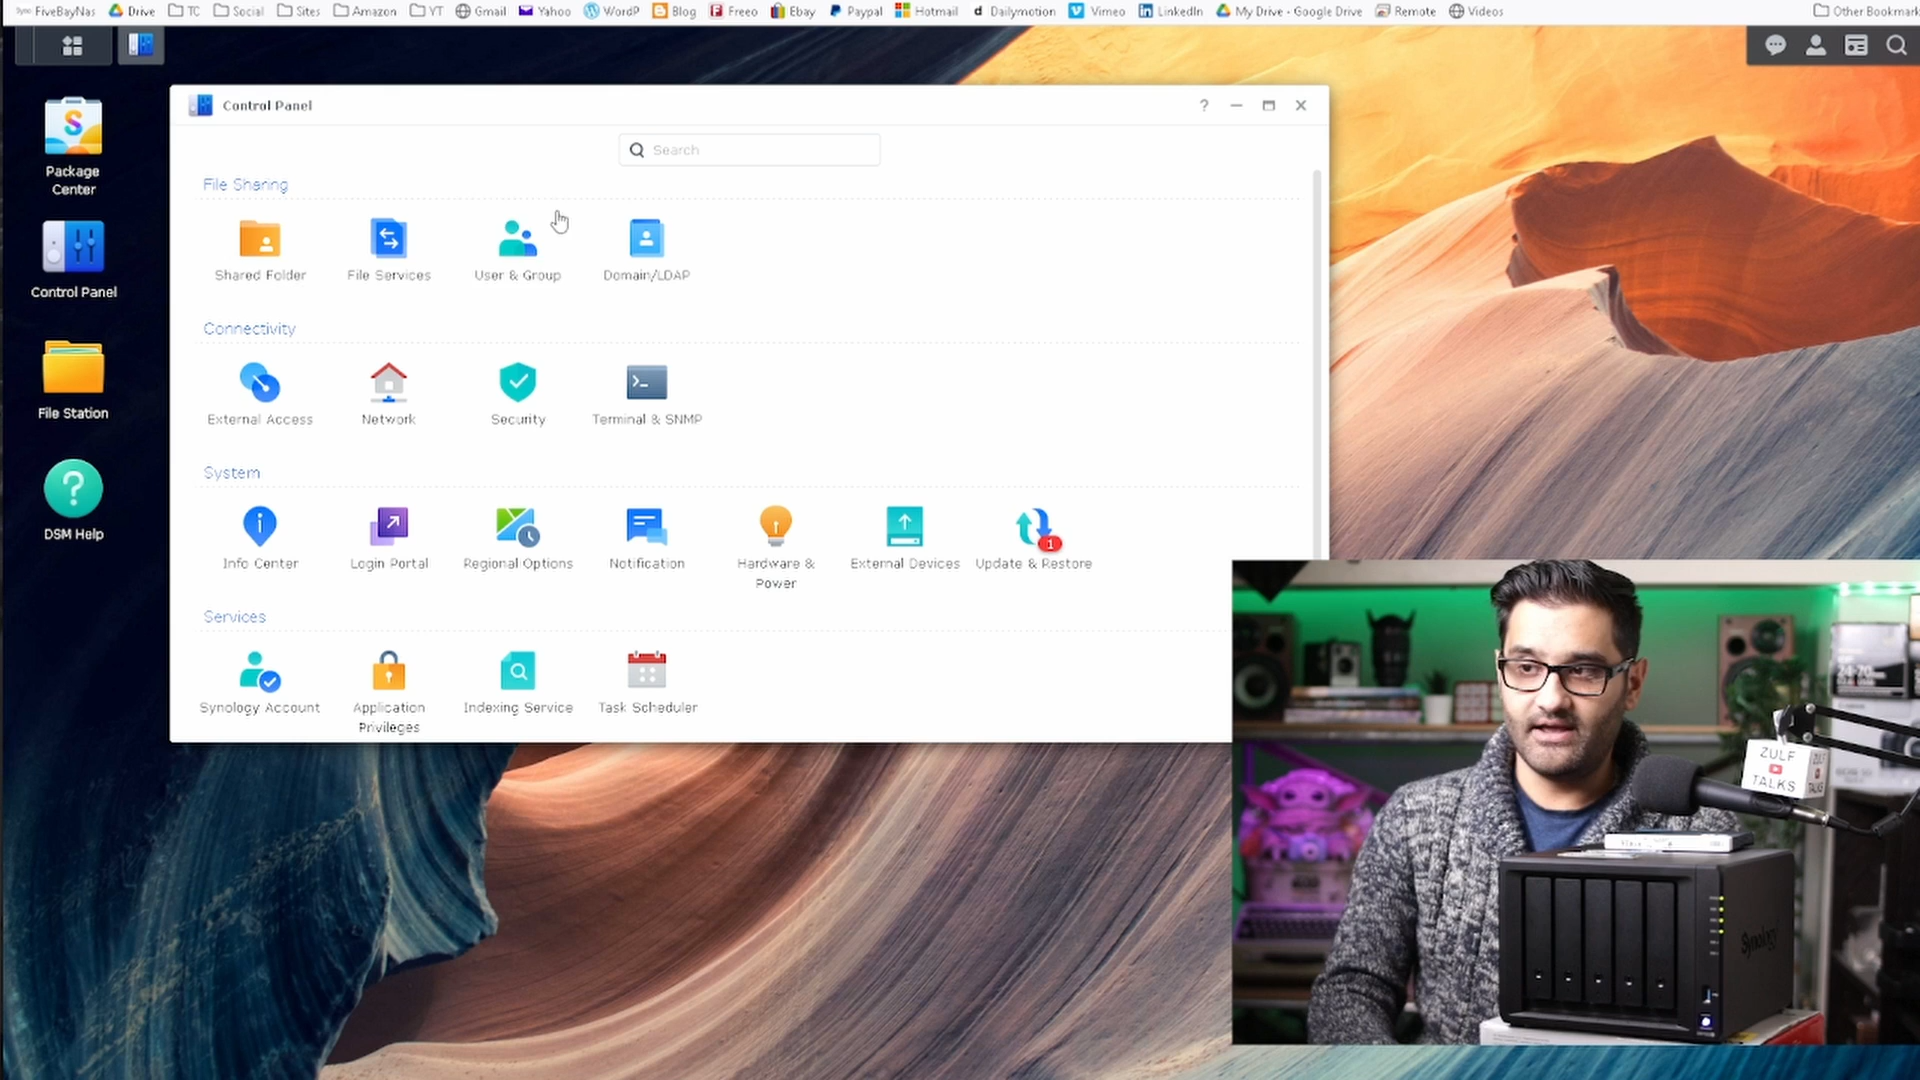 FiveBayNas Drive TC Social Sites Amazon YT Gmail Yahoo WordP Blog Freeo Ebay Paypal Hotmail Dailymotion Vimeo LinkedIn My Drive - Google Drive Remote Videos Other Bookmark
Control Panel
Search
Package
Center
Control Panel
File Station
DSM Help
File Sharing
Shared Folder File Services User & Group Domain/LDAP
Connectivity
External Access Network Security Terminal & SNMP
System
Info Center Login Portal Regional Options Notification Hardware &
Power External Devices Update & Restore
1
Services
Synology Account Application
Privileges Indexing Service Task Scheduler
24-70
ZULF
TALKS
Synology